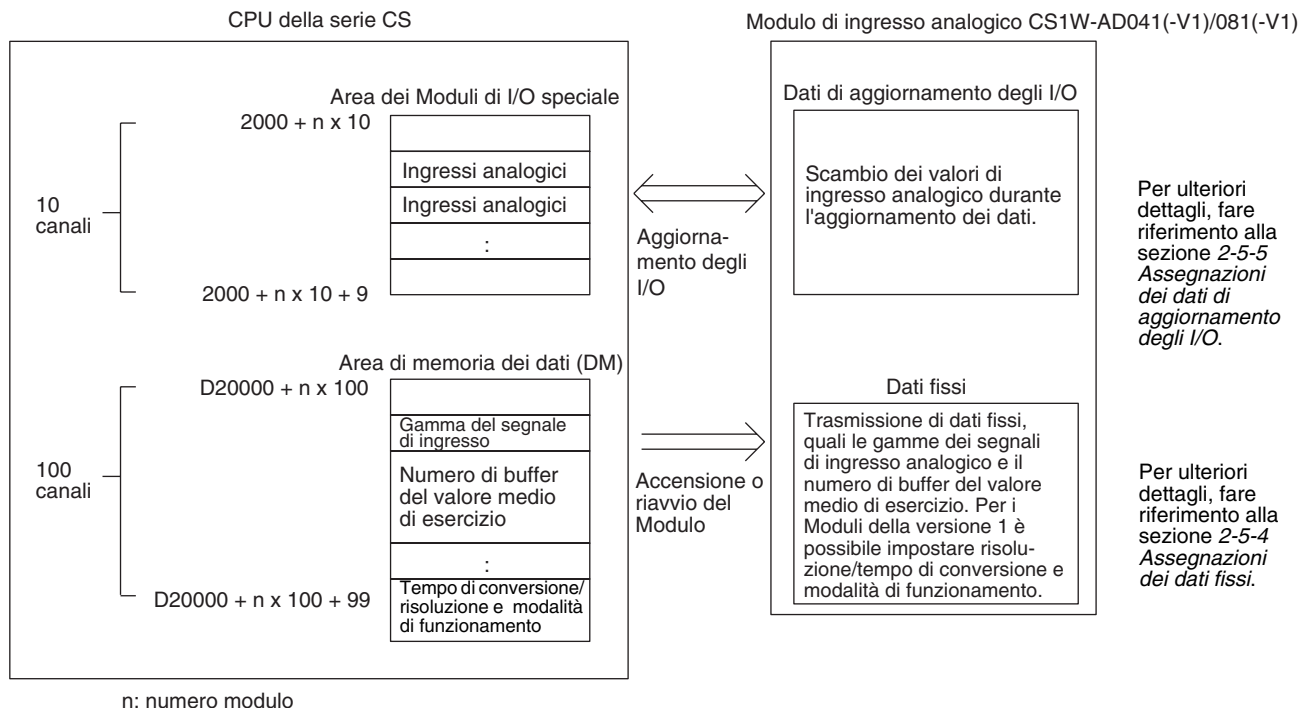 CPU della serie CS
Modulo di ingresso analogico CS1W-AD041(-V1)/081(-V1)
Area dei Moduli di I/O speciale
2000 + n x 10
Ingressi analogici
Ingressi analogici
:
10
canali
2000 + n x 10 + 9
Aggiorna-
mento degli
I/O
Dati di aggiornamento degli I/O
Scambio dei valori di
ingresso analogico durante
l'aggiornamento dei dati.
Per ulteriori
dettagli, fare
riferimento alla
sezione 2-5-5
Assegnazioni
dei dati di
aggiornamento
degli I/O.
Area di memoria dei dati (DM)
D20000 + n x 100
Gamma del segnale
di ingresso
Numero di buffer
del valore medio
di esercizio
:
Tempo di conversione/
risoluzione e modalità
di funzionamento
100
canali
D20000 + n x 100 + 99
Accensione o
riavvio del
Modulo
Dati fissi
Trasmissione di dati fissi,
quali le gamme dei segnali
di ingresso analogico e il
numero di buffer del valore
medio di esercizio. Per i
Moduli della versione 1 è
possibile impostare risolu-
zione/tempo di conversione e
modalità di funzionamento.
Per ulteriori
dettagli, fare
riferimento alla
sezione 2-5-4
Assegnazioni
dei dati fissi.
n: numero modulo